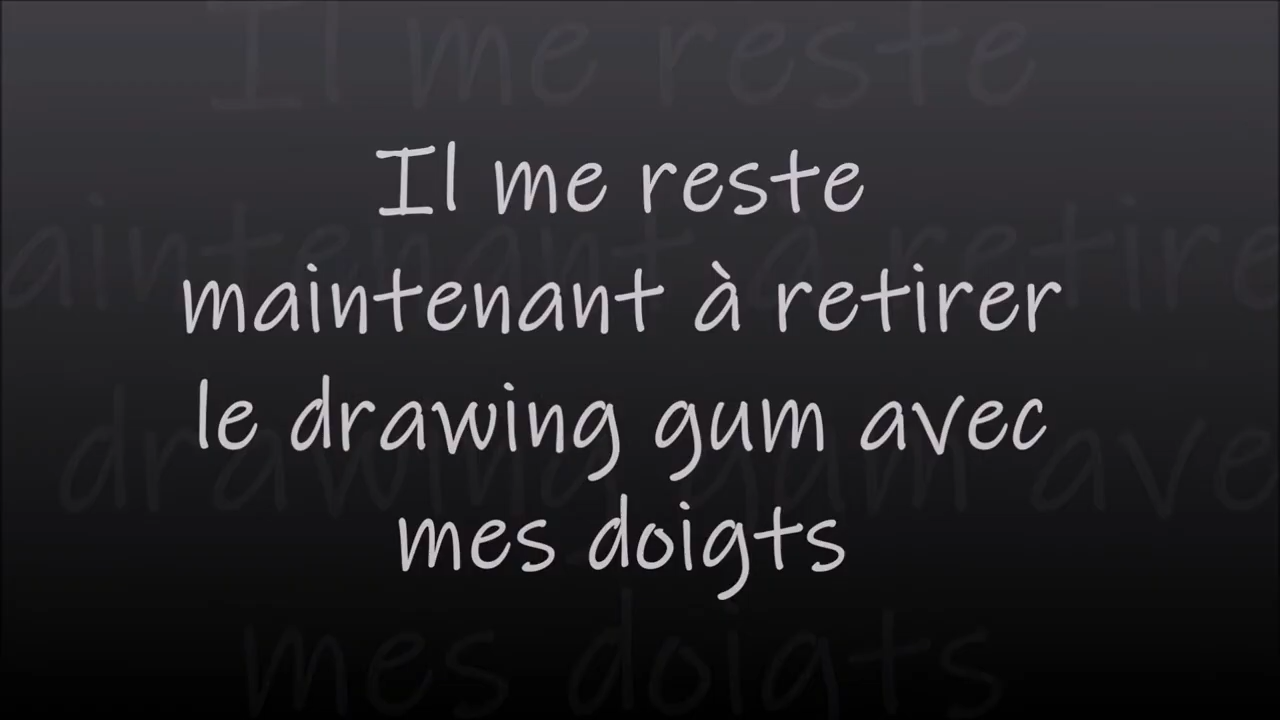 Il me reste
maintenant à retirer
le drawing gum avec
mes doigts